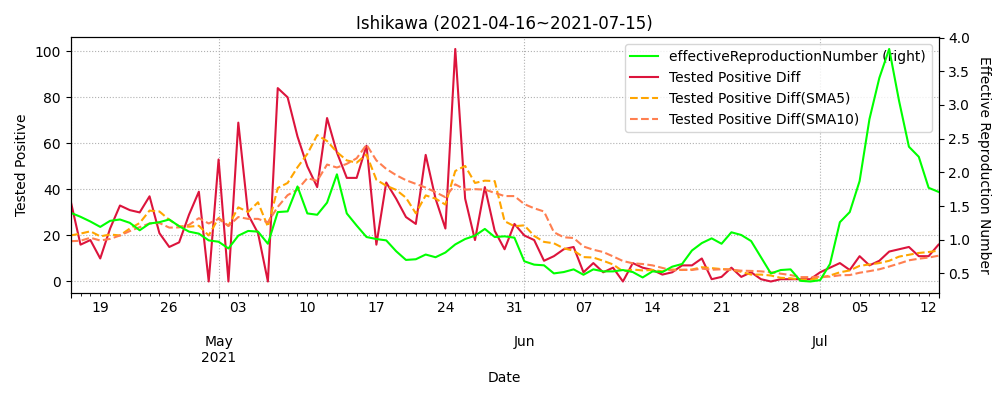 Ishikawa (2021-04-16~2021-07-15)
effectiveReproductionNumber (right)
Tested Positive Diff
Tested Positive Diff(SMA5)
Tested Positive Diff(SMA10)
Tested Positive
100
80
60
40
20
0
4.0
3.5
3.0
2.5
2.0
1.5
1.0
0.5
Effective Reproduction Number
19 26 03 10 17 24 31 07 14 21 28 05 12
May Jun Jul
2021
Date